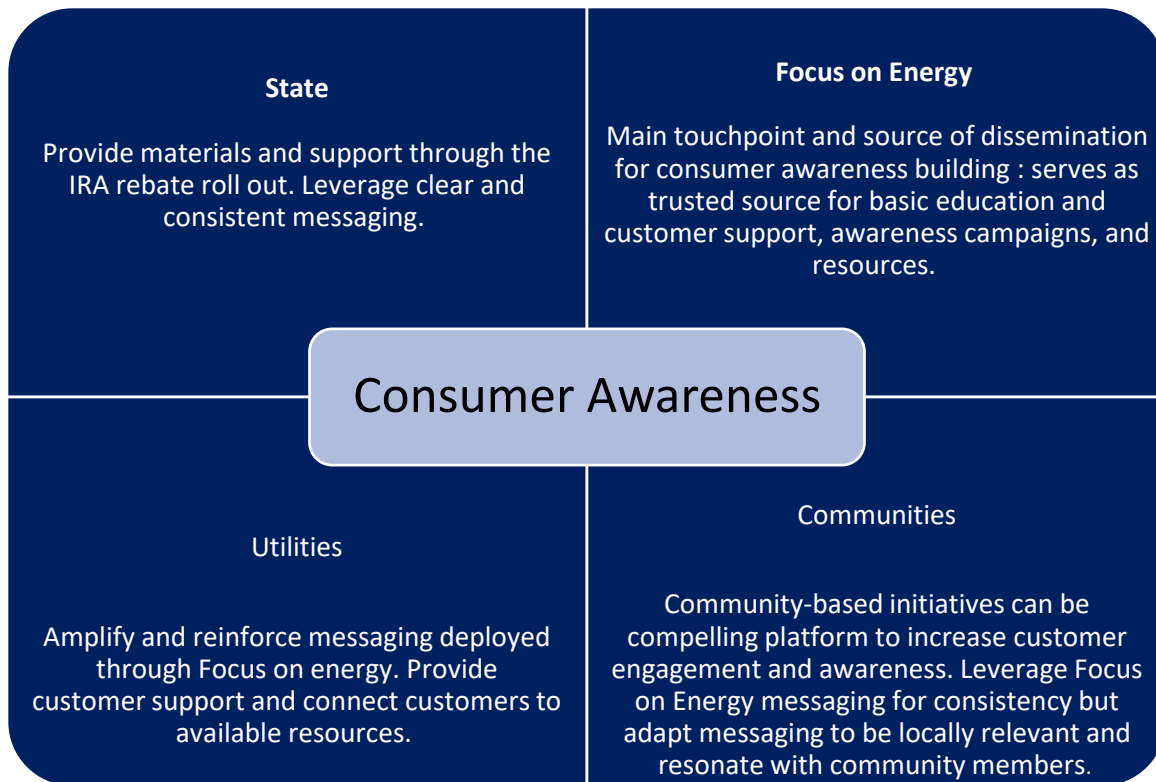 State
Provide materials and support through the
IRA rebate roll out. Leverage clear and
consistent messaging.
Focus on Energy
Main touchpoint and source of dissemination
for consumer awareness building : serves as
trusted source for basic education and
customer support, awareness campaigns, and
resources.
Consumer Awareness
Utilities
Amplify and reinforce messaging deployed
through Focus on energy. Provide
customer support and connect customers to
available resources.
Communities
Community-based initiatives can be
compelling platform to increase customer
engagement and awareness. Leverage Focus
on Energy messaging for consistency but
adapt messaging to be locally relevant and
resonate with community members.